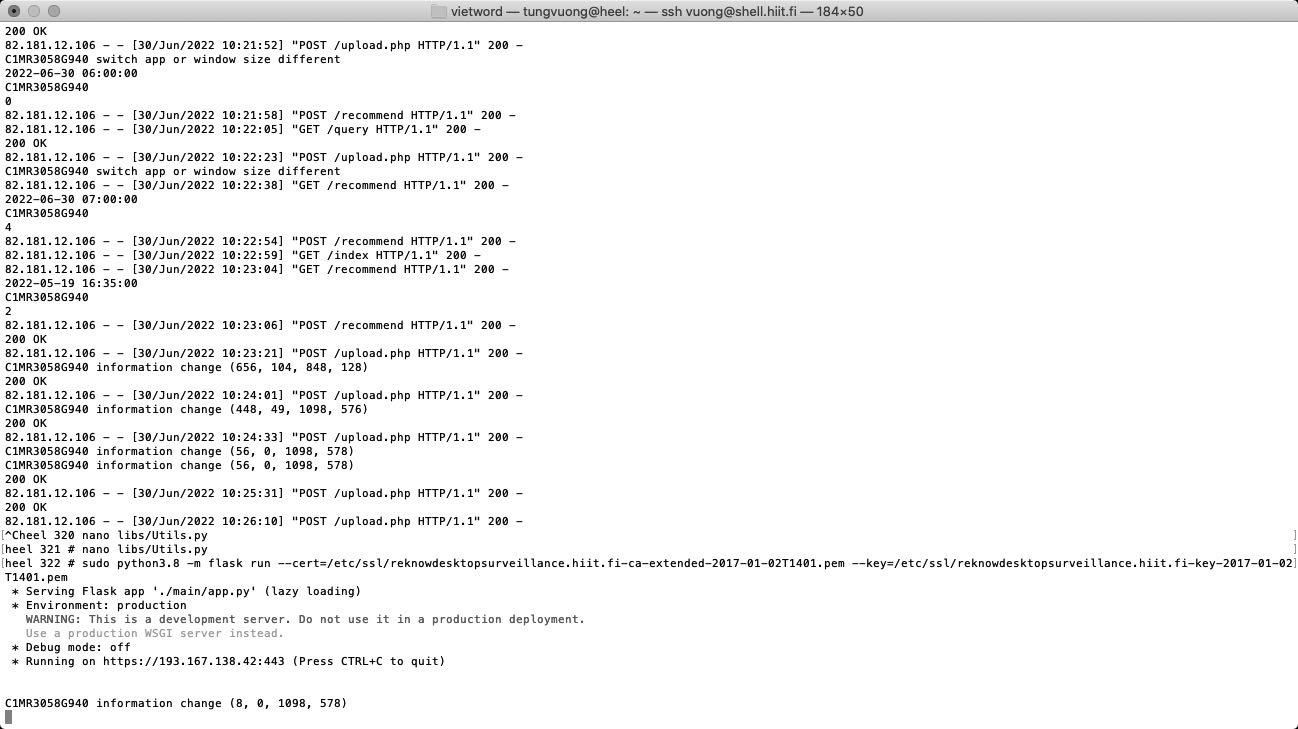 vietword — tungvuong@heel: ~ — ssh vuong@shell.hiit.fi — 184×50
200 OK
82.181.12.106 - - [30/Jun/2022 10:21:52] "POST /upload.php HTTP/1.1" 200 -
C1MR3058G940 switch app or window size different
2022-06-30 06:00:00
C1MR3058G940
0
82.181.12.106 - - [30/Jun/2022 10:21:58] "POST /recommend HTTP/1.1" 200 -
82.181.12.106 - - [30/Jun/2022 10:22:05] "GET /query HTTP/1.1" 200 -
200 OK
82.181.12.106 - - [30/Jun/2022 10:22:23] "POST /upload.php HTTP/1.1" 200 -
C1MR3058G940 switch app or window size different
82.181.12.106 - - [30/Jun/2022 10:22:38] "GET /recommend HTTP/1.1" 200 -
2022-06-30 07:00:00
C1MR3058G940
4
82.181.12.106 - - [30/Jun/2022 10:22:54] "POST /recommend HTTP/1.1" 200 -
82.181.12.106 - - [30/Jun/2022 10:22:59] "GET /index HTTP/1.1" 200 -
82.181.12.106 - - [30/Jun/2022 10:23:04] "GET /recommend HTTP/1.1" 200 -
2022-05-19 16:35:00
C1MR3058G940
2
82.181.12.106 - - [30/Jun/2022 10:23:06] "POST /recommend HTTP/1.1" 200 -
200 OK
82.181.12.106 - - [30/Jun/2022 10:23:21] "POST /upload.php HTTP/1.1" 200 -
C1MR3058G940 information change (656, 104, 848, 128)
200 OK
82.181.12.106 - - [30/Jun/2022 10:24:01] "POST /upload.php HTTP/1.1" 200 -
C1MR3058G940 information change (448, 49, 1098, 576)
200 OK
82.181.12.106 - - [30/Jun/2022 10:24:33] "POST /upload.php HTTP/1.1" 200 -
C1MR3058G940 information change (56, 0, 1098, 578)
C1MR3058G940 information change (56, 0, 1098, 578)
200 OK
82.181.12.106 - - [30/Jun/2022 10:25:31] "POST /upload.php HTTP/1.1" 200 -
200 OK
82.181.12.106 - - [30/Jun/2022 10:26:10] "POST /upload.php HTTP/1.1" 200 -
[^Cheel 320 nano libs/Utils.py ]
[heel 321 # nano libs/Utils.py ]
[heel 322 # sudo python3.8 -m flask run --cert=/etc/ssl/reknowdesktopsurveillance.hiit.fi-ca-extended-2017-01-02T1401.pem --key=/etc/ssl/reknowdesktopsurveillance.hiit.fi-key-2017-01-02]
T1401.pem
* Serving Flask app './main/app.py' (lazy loading)
* Environment: production
WARNING: This is a development server. Do not use it in a production deployment.
Use a production WSGI server instead.
* Debug mode: off
* Running on https://193.167.138.42:443 (Press CTRL+C to quit)
C1MR3058G940 information change (8, 0, 1098, 578)